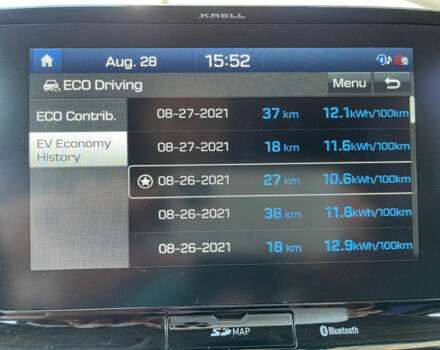 KRELL
Aug. 28 15:52
ECO Driving Menu
ECO Contrib.
EV Economy
History
08-27-2021 37 km 12.1kWh/100km
08-27-2021 18 km 11.6kWh/100km
08-26-2021 27 km 10.6kWh/100km
08-26-2021 36 km 11.8kWh/100km
08-26-2021 18 km 12.9kWh/100km
SD MAP Bluetooth